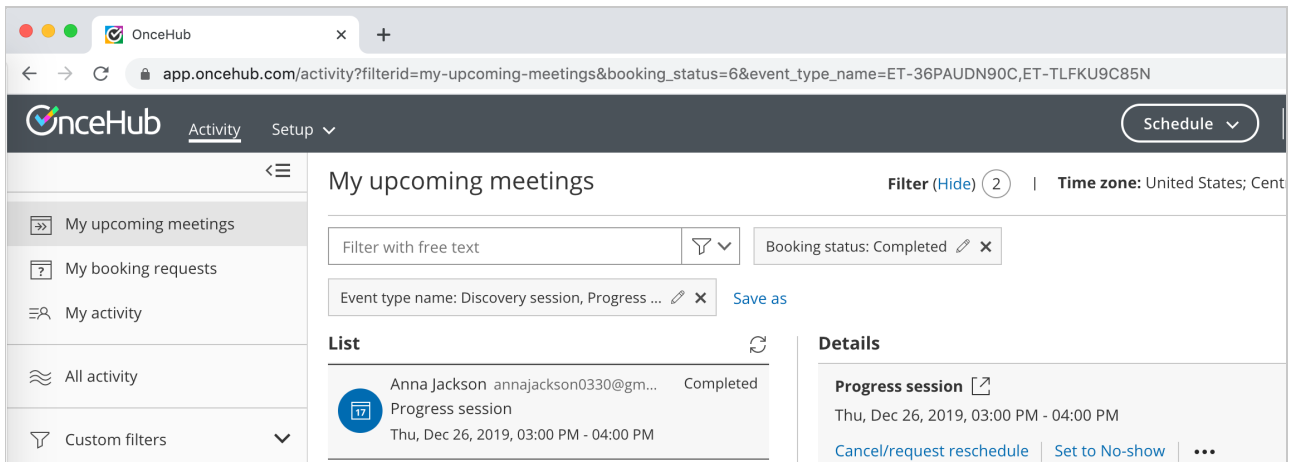 OnceHub
app.oncehub.com/activity?filterid=my-upcoming-meetings&booking_status=6&event_type_name=ET-36PAUDN90C,ET-TLFKU9C85N
OnceHub Activity Setup Schedule
My upcoming meetings Filter (Hide) 2 | Time zone: United States; Cent
My upcoming meetings
My booking requests
My activity
All activity
Custom filters
Filter with free text Booking status: Completed
Event type name: Discovery session, Progress ... Save as
List
Anna Jackson annajackson0330@gm... Completed
17 Progress session
Thu, Dec 26, 2019, 03:00 PM - 04:00 PM
Details
Progress session
Thu, Dec 26, 2019, 03:00 PM - 04:00 PM
Cancel/request reschedule | Set to No-show | •••